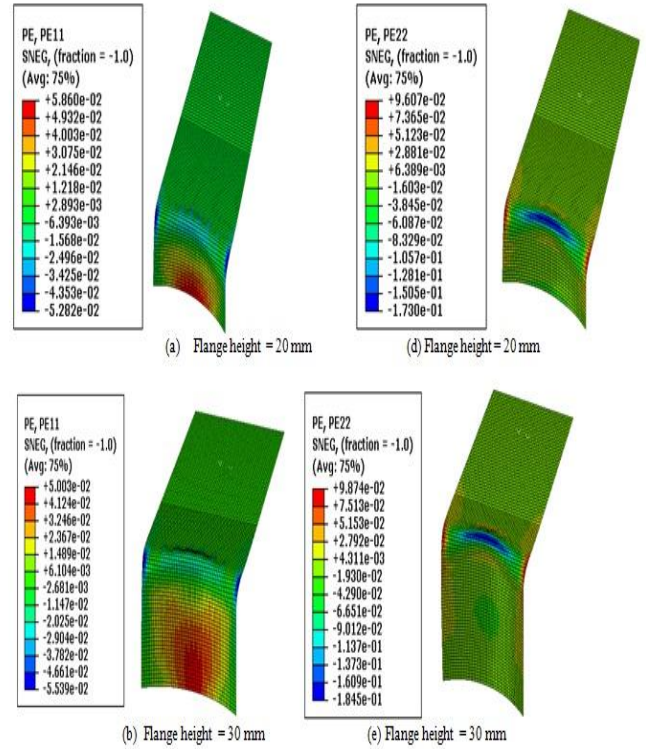 PE, PE11
SNEG, (fraction = -1.0)
(Avg: 75%)
+5.860e-02
+4.932e-02
+4.003e-02
+3.075e-02
+2.146e-02
+1.218e-02
+2.893e-03
-6.393e-03
-1.568e-02
-2.496e-02
-3.425e-02
-4.353e-02
-5.282e-02
(a) Flange height = 20 mm
PE, PE22
SNEG, (fraction = -1.0)
(Avg: 75%)
+9.607e-02
+7.365e-02
+5.123e-02
+2.881e-02
+6.389e-03
-1.603e-02
-3.845e-02
-6.087e-02
-8.329e-02
-1.057e-01
-1.281e-01
-1.505e-01
-1.730e-01
(d) Flange height = 20 mm
PE, PE11
SNEG, (fraction = -1.0)
(Avg: 75%)
+5.003e-02
+4.124e-02
+3.246e-02
+2.367e-02
+1.489e-02
+6.104e-03
-2.681e-03
-1.147e-02
-2.025e-02
-2.904e-02
-3.782e-02
-4.661e-02
-5.539e-02
(b) Flange height = 30 mm
PE, PE22
SNEG, (fraction = -1.0)
(Avg: 75%)
+9.874e-02
+7.513e-02
+5.153e-02
+2.792e-02
+4.311e-03
-1.930e-02
-4.290e-02
-6.651e-02
-9.012e-02
-1.137e-01
-1.373e-01
-1.609e-01
-1.845e-01
(e) Flange height = 30 mm